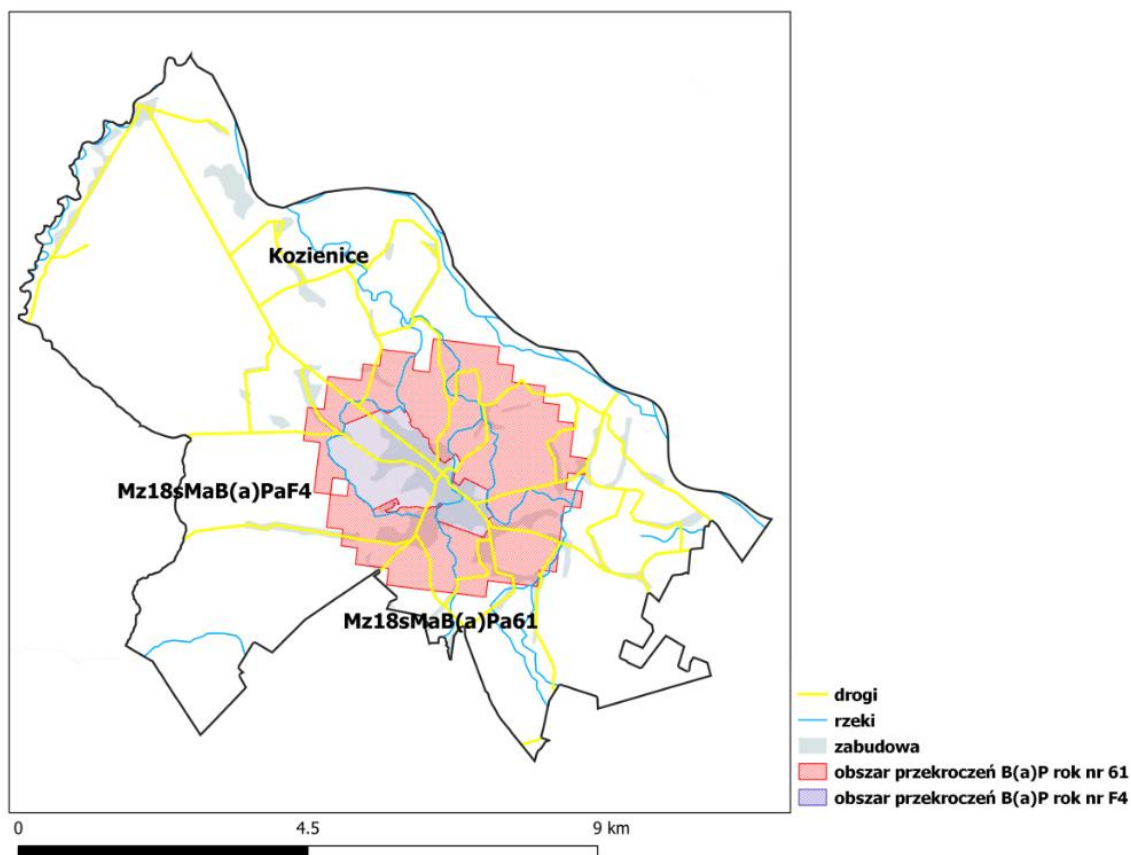 Kozienice
Mz18sMaB(a)PaF4
Mz18sMaB(a)Pa61
drogi
rzeki
zabudowa
obszar przekroczeń B(a)P rok nr 61
obszar przekroczeń B(a)P rok nr F4
0 4.5 9 km